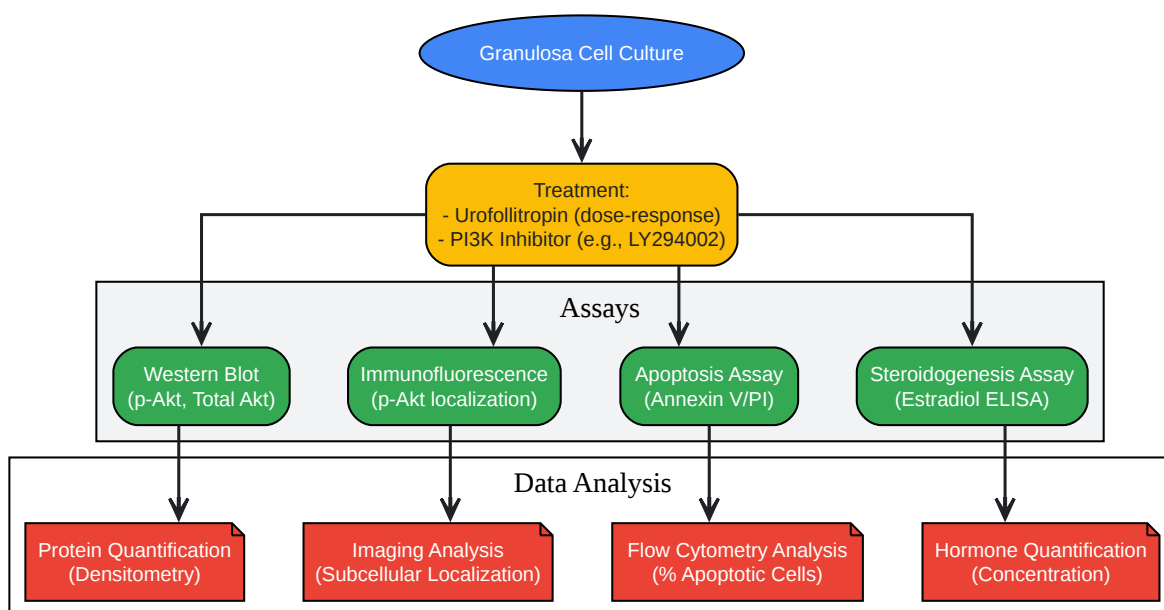 Granulosa Cell Culture
Treatment:
- Urofollitropin (dose-response)
- PI3K Inhibitor (e.g., LY294002)
Assays
Western Blot
(p-Akt, Total Akt)
Immunofluorescence
(p-Akt localization)
Apoptosis Assay
(Annexin V/PI)
Steroidogenesis Assay
(Estradiol ELISA)
Data Analysis
Protein Quantification
(Densitometry)
Imaging Analysis
(Subcellular Localization)
Flow Cytometry Analysis
(% Apoptotic Cells)
Hormone Quantification
(Concentration)